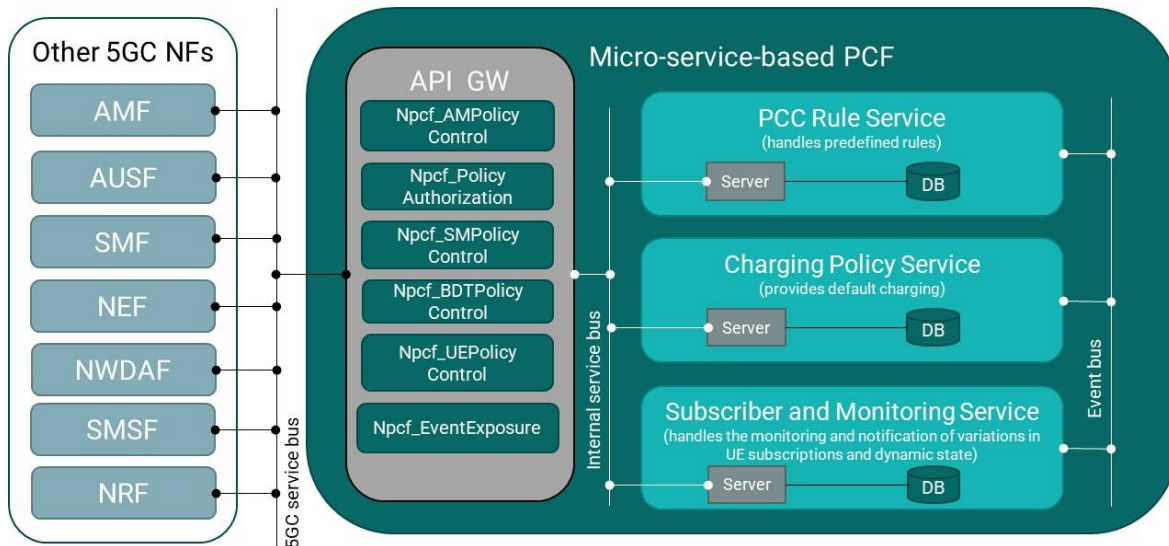 Other 5GC NFs
AMF
AUSF
SMF
NEF
NWDAF
SMSF
NRF
5GC service bus
Micro-service-based PCF
API GW
Npcf_AMPolicy
Control
Npcf_Policy
Authorization
Npcf_SMPolicy
Control
Npcf_BDTPolicy
Control
Npcf_UEPolicy
Control
Npcf_EventExposure
Internal service bus
PCC Rule Service
(handles predefined rules)
Server
DB
Charging Policy Service
(provides default charging)
Server
DB
Subscriber and Monitoring Service
(handles the monitoring and notification of variations in
UE subscriptions and dynamic state)
Server
DB
Event bus